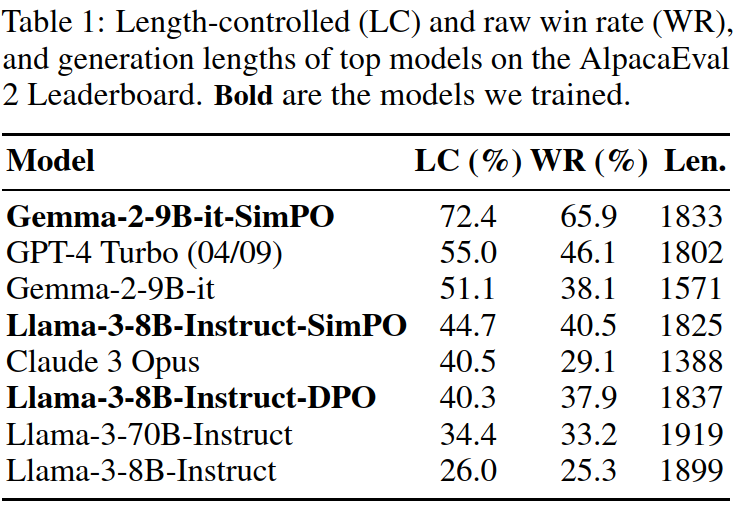 Table 1: Length-controlled (LC) and raw win rate (WR),
and generation lengths of top models on the AlpacaEval
2 Leaderboard. Bold are the models we trained.
Model LC (%) WR (%) Len.
Gemma-2-9B-it-SimPO 72.4 65.9 1833
GPT-4 Turbo (04/09) 55.0 46.1 1802
Gemma-2-9B-it 51.1 38.1 1571
Llama-3-8B-Instruct-SimPO 44.7 40.5 1825
Claude 3 Opus 40.5 29.1 1388
Llama-3-8B-Instruct-DPO 40.3 37.9 1837
Llama-3-70B-Instruct 34.4 33.2 1919
Llama-3-8B-Instruct 26.0 25.3 1899